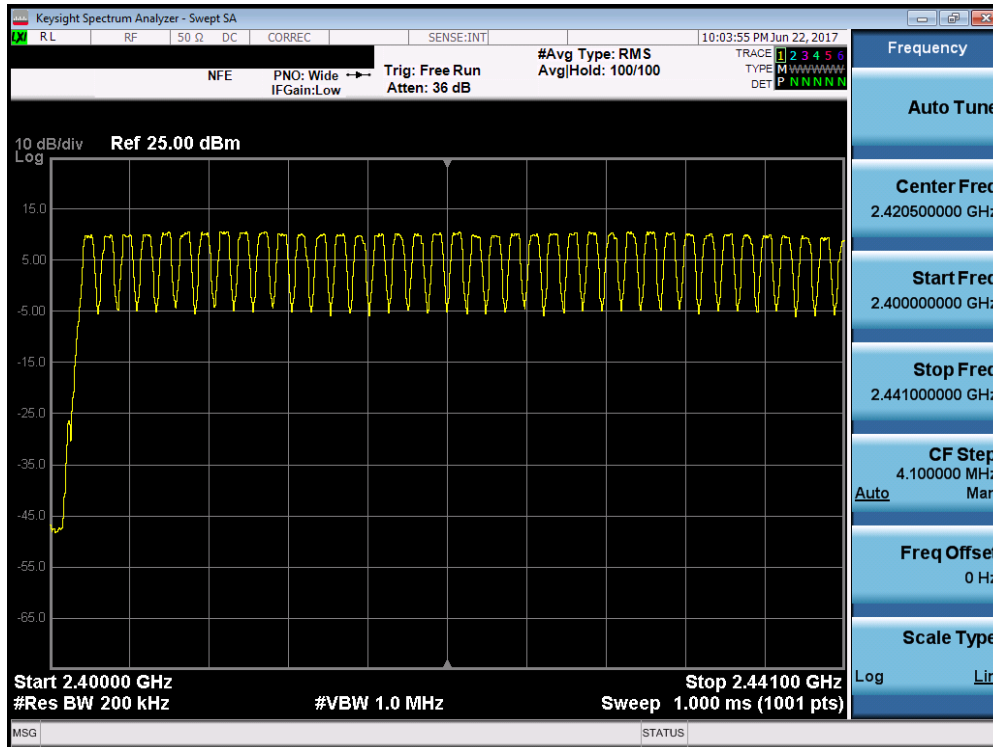 Keysight Spectrum Analyzer - Swept SA
LXI RL RF 50 Ω DC CORREC SENSE:INT 10:03:55 PM Jun 22, 2017
#Avg Type: RMS TRACE 1 2 3 4 5 6
NFE PNO: Wide Trig: Free Run Avg|Hold: 100/100 TYPE M W W W W W
IFGain:Low Atten: 36 dB DET P N N N N N
10 dB/div Ref 25.00 dBm
Log
15.0
5.00
-5.00
-15.0
-25.0
-35.0
-45.0
-55.0
-65.0
Start 2.40000 GHz Stop 2.44100 GHz
#Res BW 200 kHz #VBW 1.0 MHz Sweep 1.000 ms (1001 pts)
MSG STATUS
Frequency
Auto Tune
Center Freq
2.420500000 GHz
Start Freq
2.400000000 GHz
Stop Freq
2.441000000 GHz
CF Step
4.100000 MHz
Auto Man
Freq Offset
0 Hz
Scale Type
Log Lin